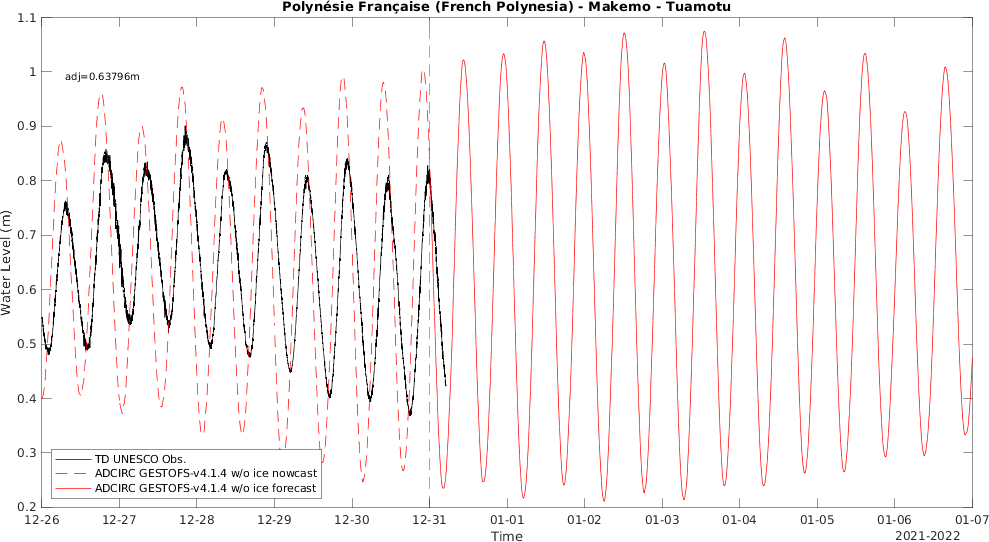 Polynésie Française (French Polynesia) - Makemo - Tuamotu
1.1
1
0.9
0.8
0.7
0.6
0.5
0.4
0.3
0.2
Water Level (m)
adj=0.63796m
TD UNESCO Obs.
ADCIRC GESTOFS-v4.1.4 w/o ice nowcast
ADCIRC GESTOFS-v4.1.4 w/o ice forecast
12-26 12-27 12-28 12-29 12-30 12-31 01-01 01-02 01-03 01-04 01-05 01-06 01-07
Time
2021-2022